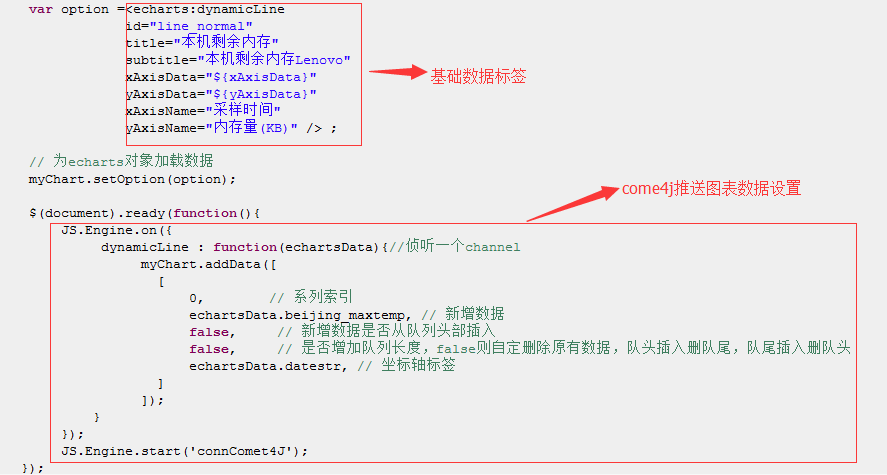 var option =<echarts:dynamicLine
id="line_normal"
title="本机剩余内存"
subtitle="本机剩余内存Lenovo"
xAxisData="${xAxisData}"
yAxisData="${yAxisData}"
xAxisName="采样时间"
yAxisName="内存量(KB)" /> ;
基础数据标签
// 为echarts对象加载数据
myChart.setOption(option);
come4j推送图表数据设置
$(document).ready(function(){
JS.Engine.on({
dynamicLine : function(echartsData){//侦听一个channel
myChart.addData([
[
0, // 系列索引
echartsData.beijing_maxtemp, // 新增数据
false, // 新增数据是否从队列头部插入
false, // 是否增加队列长度，false则自定删除原有数据，队头插入删队尾，队尾插入删队头
echartsData.datestr, // 坐标轴标签
]
]);
}
});
JS.Engine.start('connComet4J');
});